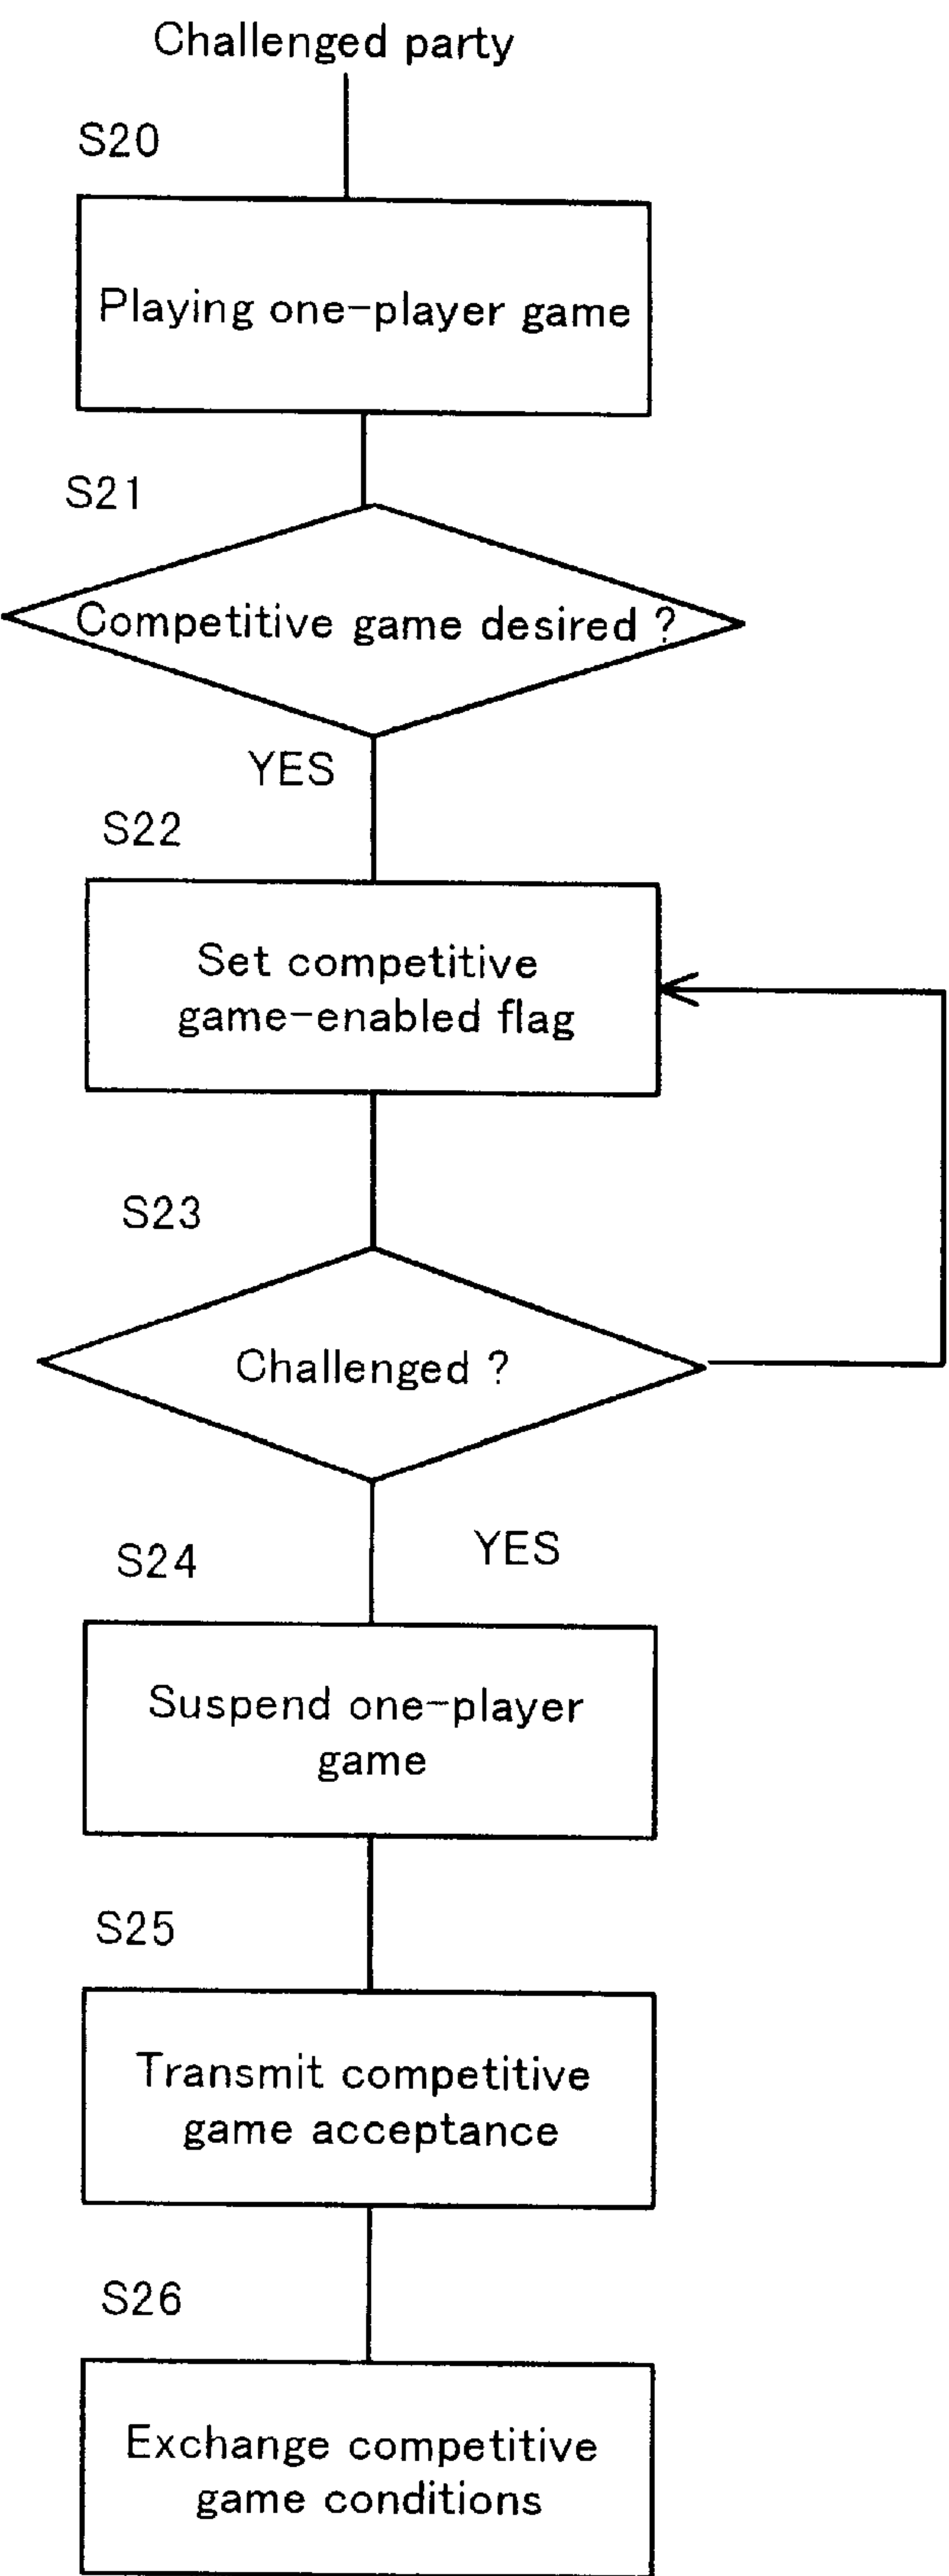 Challenged party
S20
Playing one-player game
S21
Competitive game desired ?
YES
S22
Set competitive
game-enabled flag
S23
Challenged ?
S24
YES
Suspend one-player
game
S25
Transmit competitive
game acceptance
S26
Exchange competitive
game conditions